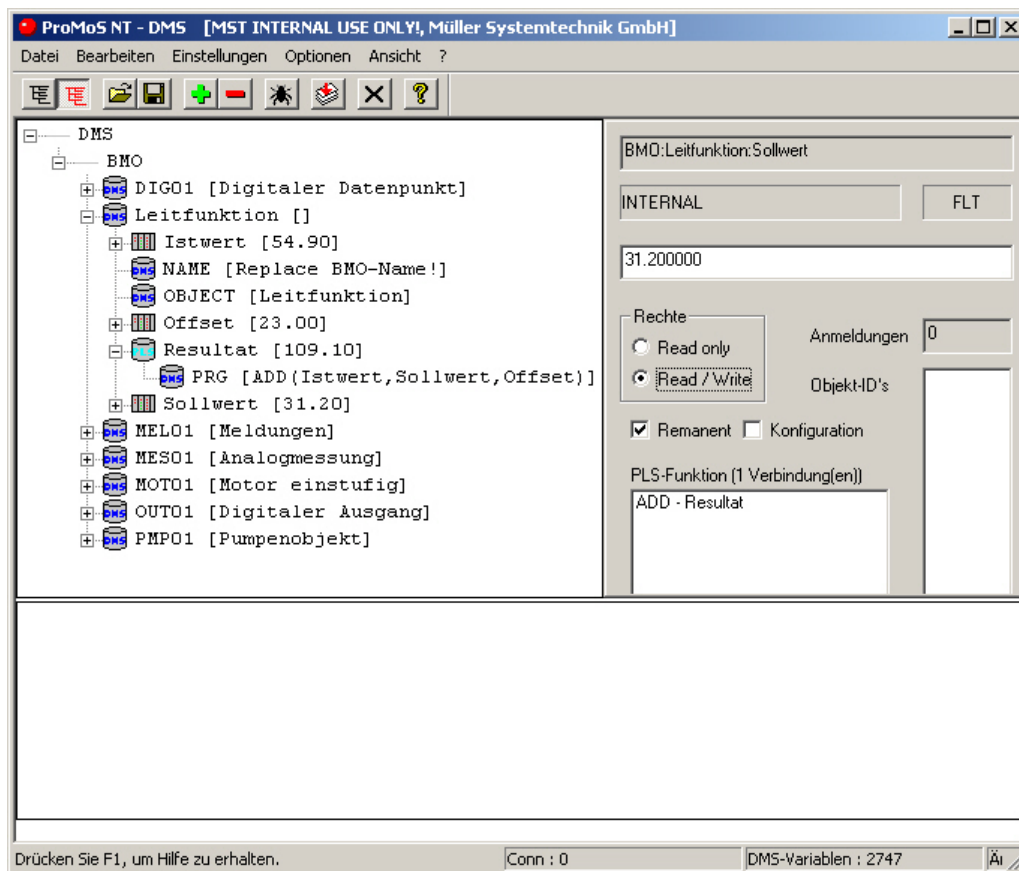 ProMoS NT - DMS [MST INTERNAL USE ONLY!, Müller Systemtechnik GmbH]
Datei Bearbeiten Einstellungen Optionen Ansicht ?
DMS
BMO
DIG01 [Digitaler Datenpunkt]
Leitfunktion []
Istwert [54.90]
NAME [Replace BMO-Name!]
OBJECT [Leitfunktion]
Offset [23.00]
Resultat [109.10]
PRG [ADD(Istwert,Sollwert,Offset)]
Sollwert [31.20]
MEL01 [Meldungen]
MES01 [Analogmessung]
MOT01 [Motor einstufig]
OUT01 [Digitaler Ausgang]
PMP01 [Pumpenobjekt]
BMO:Leitfunktion:Sollwert
INTERNAL FLT
31.200000
Rechte
Read only
Read / Write
Anmeldungen 0
Objekt-ID's
Remanent Konfiguration
PLS-Funktion (1 Verbindung(en))
ADD - Resultat
Drücken Sie F1, um Hilfe zu erhalten. Conn : 0 DMS-Variablen : 2747